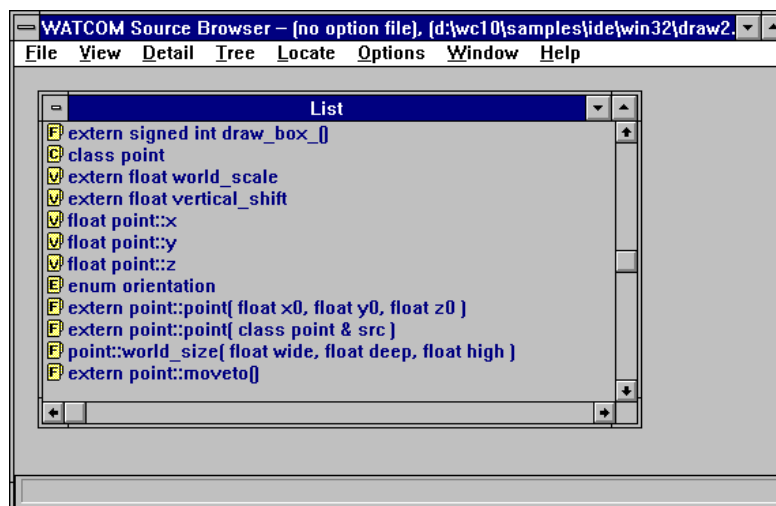 WATCOM Source Browser – (no option file), (d:\wc10\samples\ide\win32\draw2.
File View Detail Tree Locate Options Window Help
List
F extern signed int draw_box_()
C class point
V extern float world_scale
V extern float vertical_shift
V float point::x
V float point::y
V float point::z
E enum orientation
F extern point::point( float x0, float y0, float z0 )
F extern point::point( class point & src )
F point::world_size( float wide, float deep, float high )
F extern point::moveto()